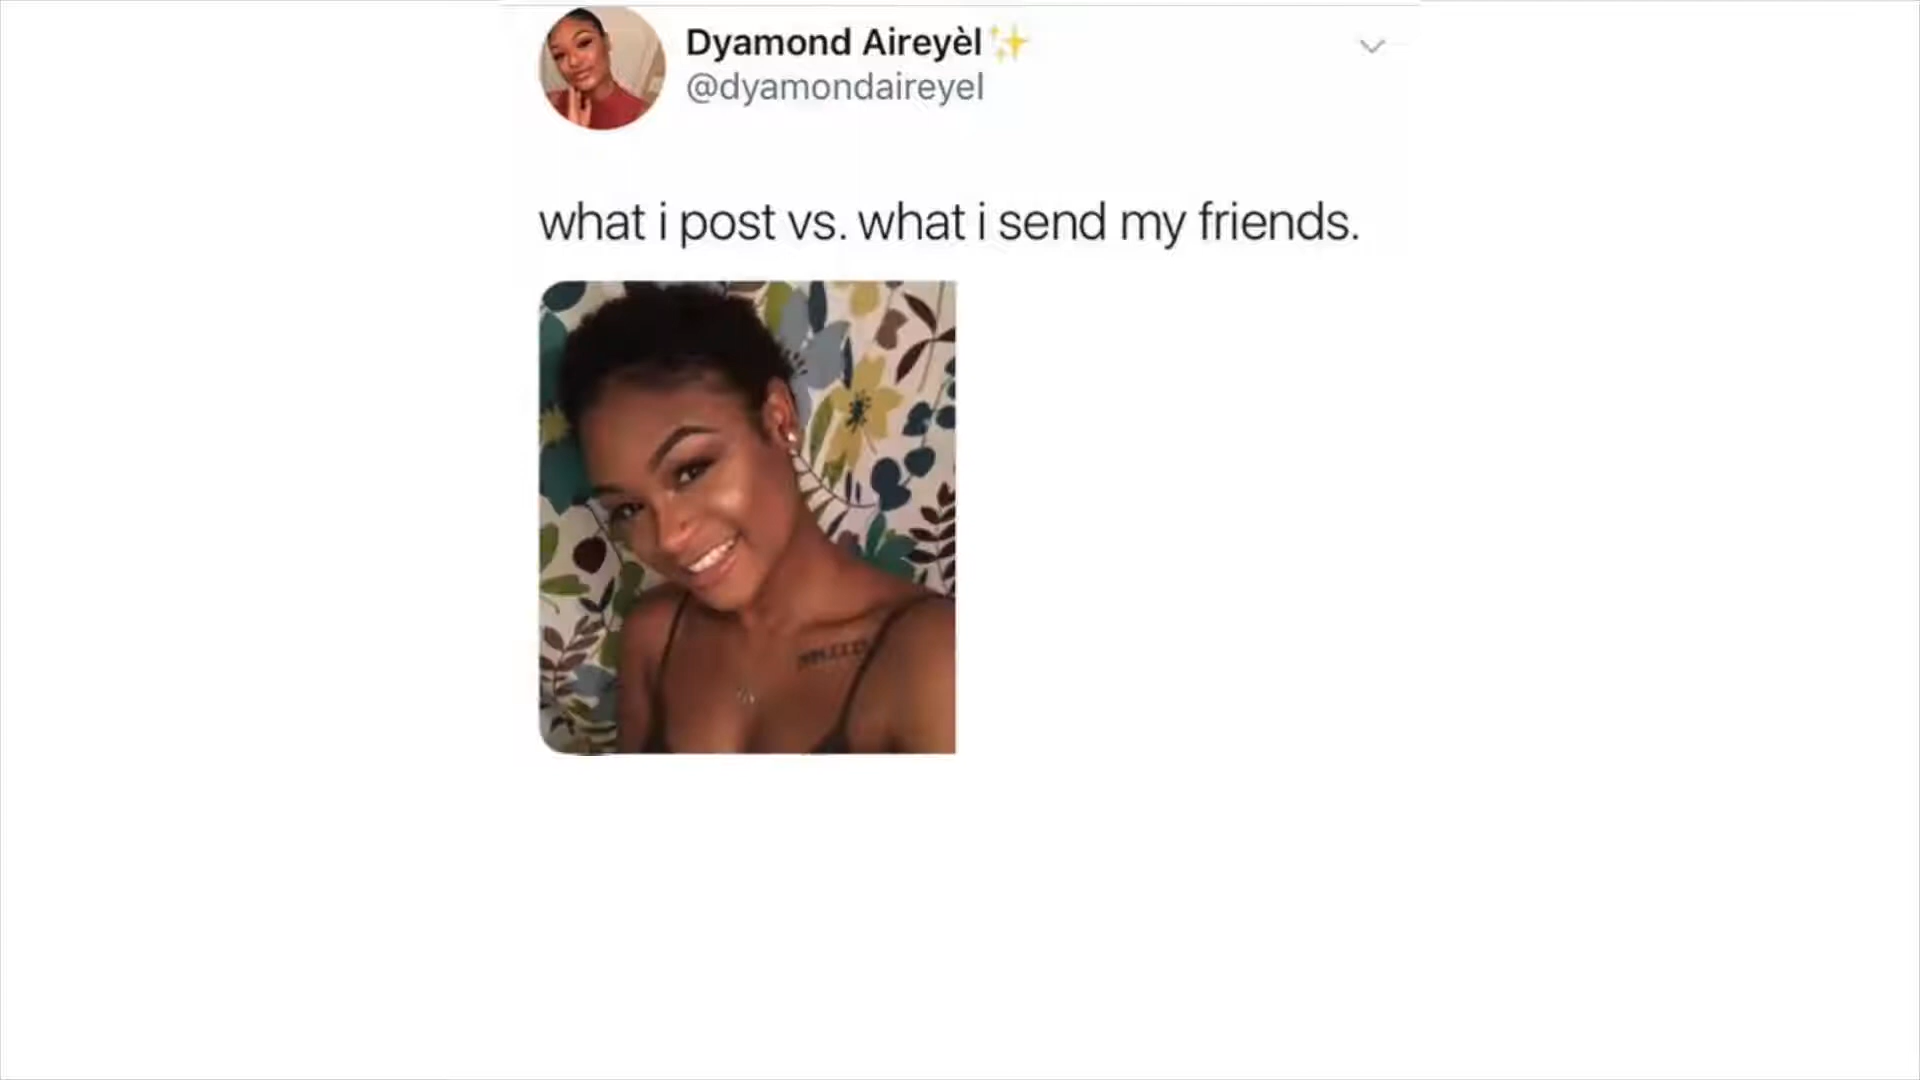 Dyamond Aireyèl✨
@dyamondaireyel
what i post vs. what i send my friends.